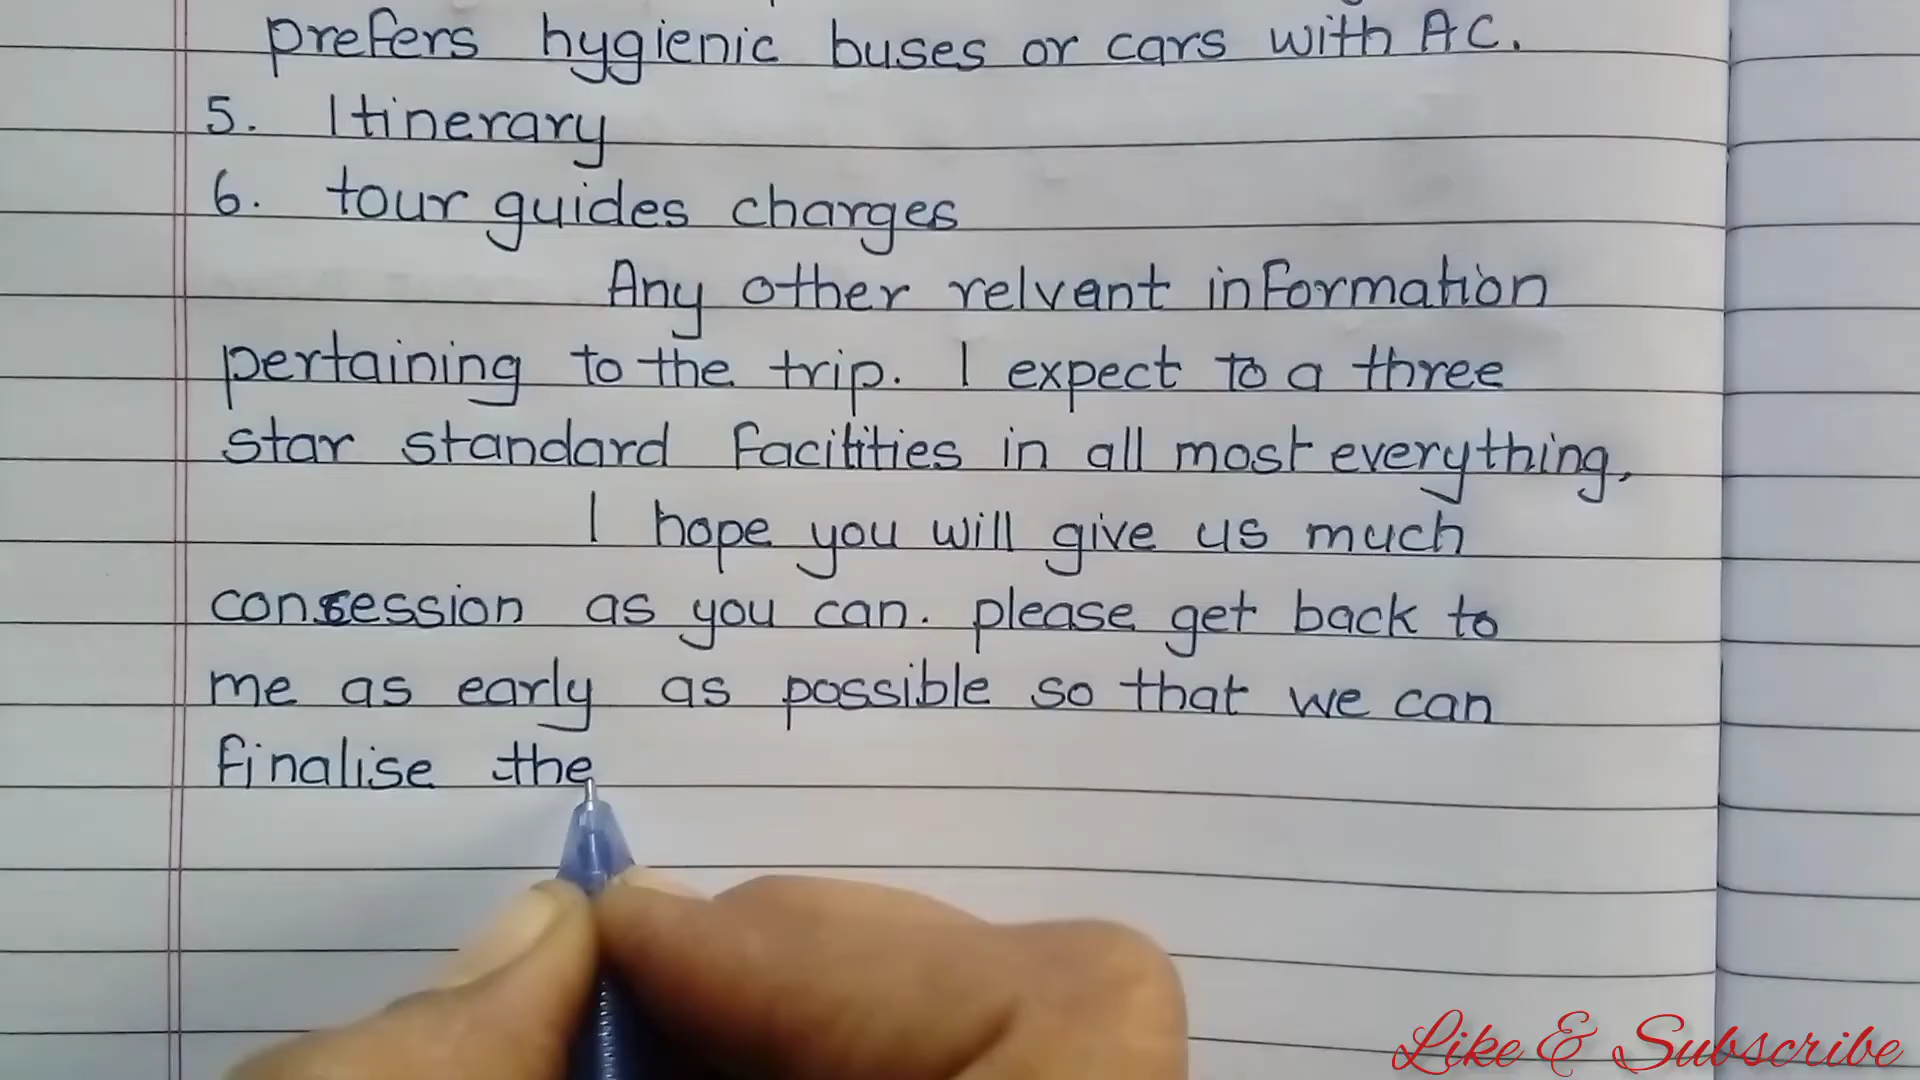 prefers hygienic buses or cars with AC.
5. Itinerary
6. tour guides charges
Any other relvant information
pertaining to the trip. I expect to a three
star standard facitities in all most everything,
I hope you will give us much
consession as you can. please get back to
me as early as possible so that we can
finalise the
Like & Subscribe